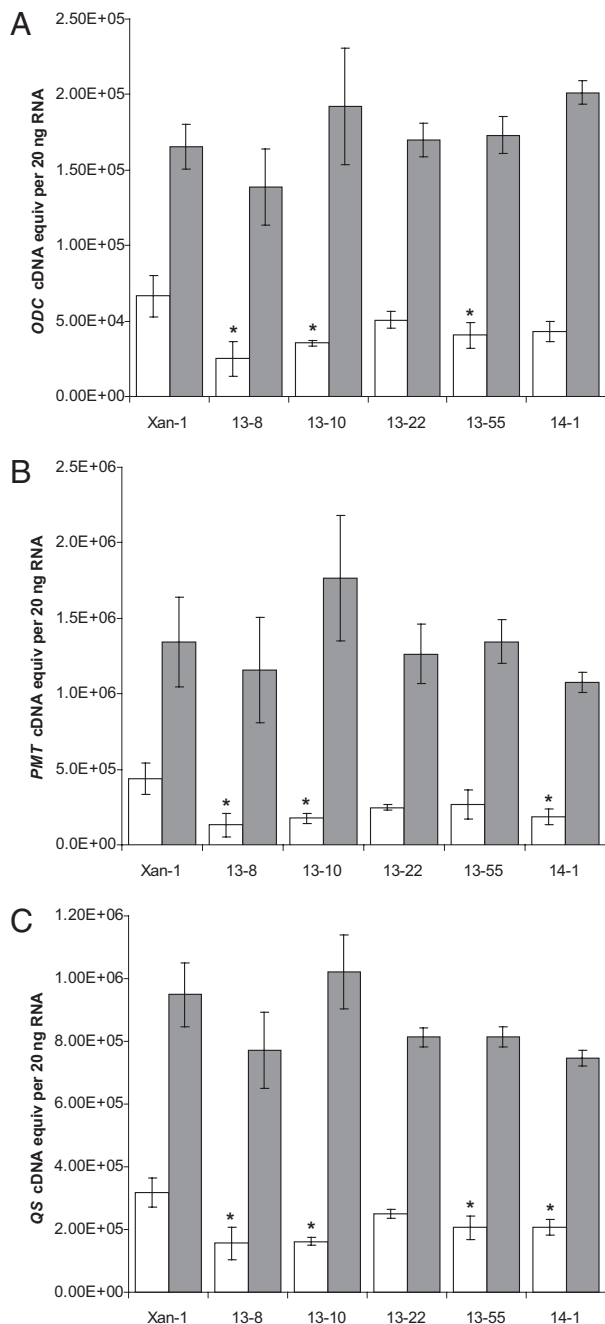 A
ODC cDNA equiv per 20 ng RNA
2.50E+05
2.00E+05
1.50E+05
1.00E+05
5.00E+04
0.00E+00
* * *
Xan-1 13-8 13-10 13-22 13-55 14-1
B
PMT cDNA equiv per 20 ng RNA
2.5E+06
2.0E+06
1.5E+06
1.0E+06
5.0E+05
0.0E+00
* * *
Xan-1 13-8 13-10 13-22 13-55 14-1
C
QS cDNA equiv per 20 ng RNA
1.20E+06
1.00E+06
8.00E+05
6.00E+05
4.00E+05
2.00E+05
0.00E+00
* * * *
Xan-1 13-8 13-10 13-22 13-55 14-1